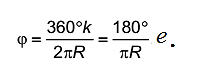 φ = 360°k / 2πR = 180° / πR e.